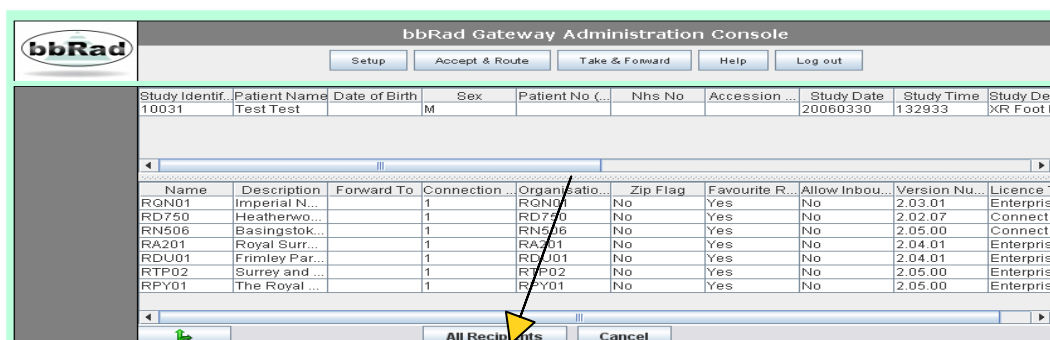 bbRad
bbRad Gateway Administration Console
Setup Accept & Route Take & Forward Help Log out
Study Identif... Patient Name Date of Birth Sex Patient No (... Nhs No Accession ... Study Date Study Time Study De
10031 Test Test M 20060330 132933 XR Foot
Name Description Forward To Connection ... Organisatio... Zip Flag Favourite R... Allow Inbou... Version Nu... Licence
RQN01 Imperial N... 1 RQN01 No Yes No 2.03.01 Enterpris
RD750 Heatherwo... 1 RD750 No Yes No 2.02.07 Connect
RN506 Basingstok... 1 RN506 No Yes No 2.05.00 Connect
RA201 Royal Surr... 1 RA201 No Yes No 2.04.01 Enterpris
RDU01 Frimley Par... 1 RDU01 No Yes No 2.04.01 Enterpris
RTP02 Surrey and ... 1 RTP02 No Yes No 2.05.00 Enterpris
RPY01 The Royal ... 1 RPY01 No Yes No 2.05.00 Enterpris
All Recipients Cancel